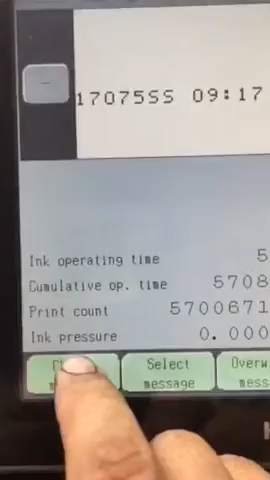 17075SS 09:17
Ink operating time 5
Cumulative op. time 5708
Print count 5700671
Ink pressure 0.000
Select
message